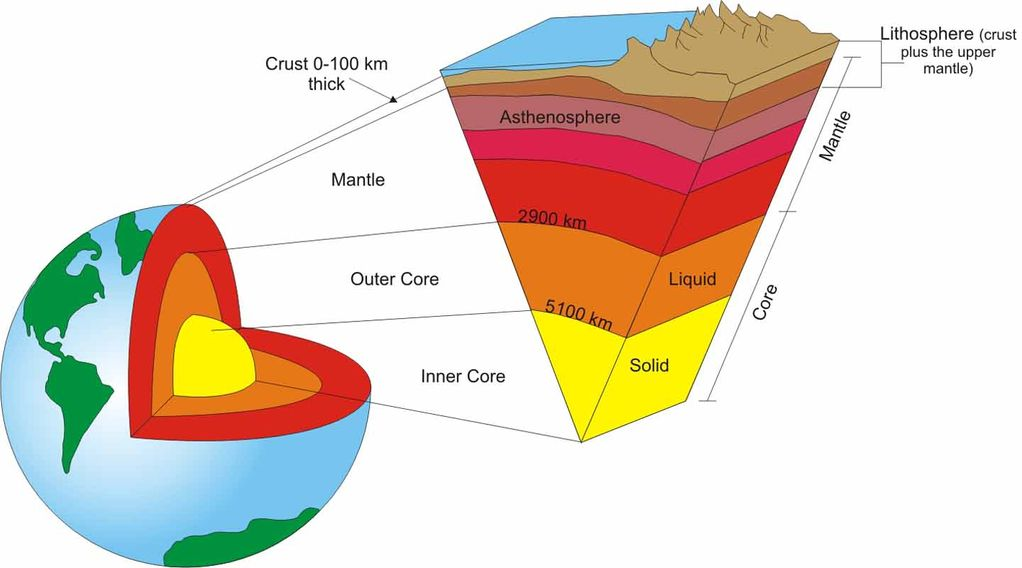 Lithosphere (crust
plus the upper
mantle)
Crust 0-100 km
thick
Asthenosphere
Mantle
Mantle
2900 km
Outer Core
Liquid
5100 km
Core
Inner Core
Solid